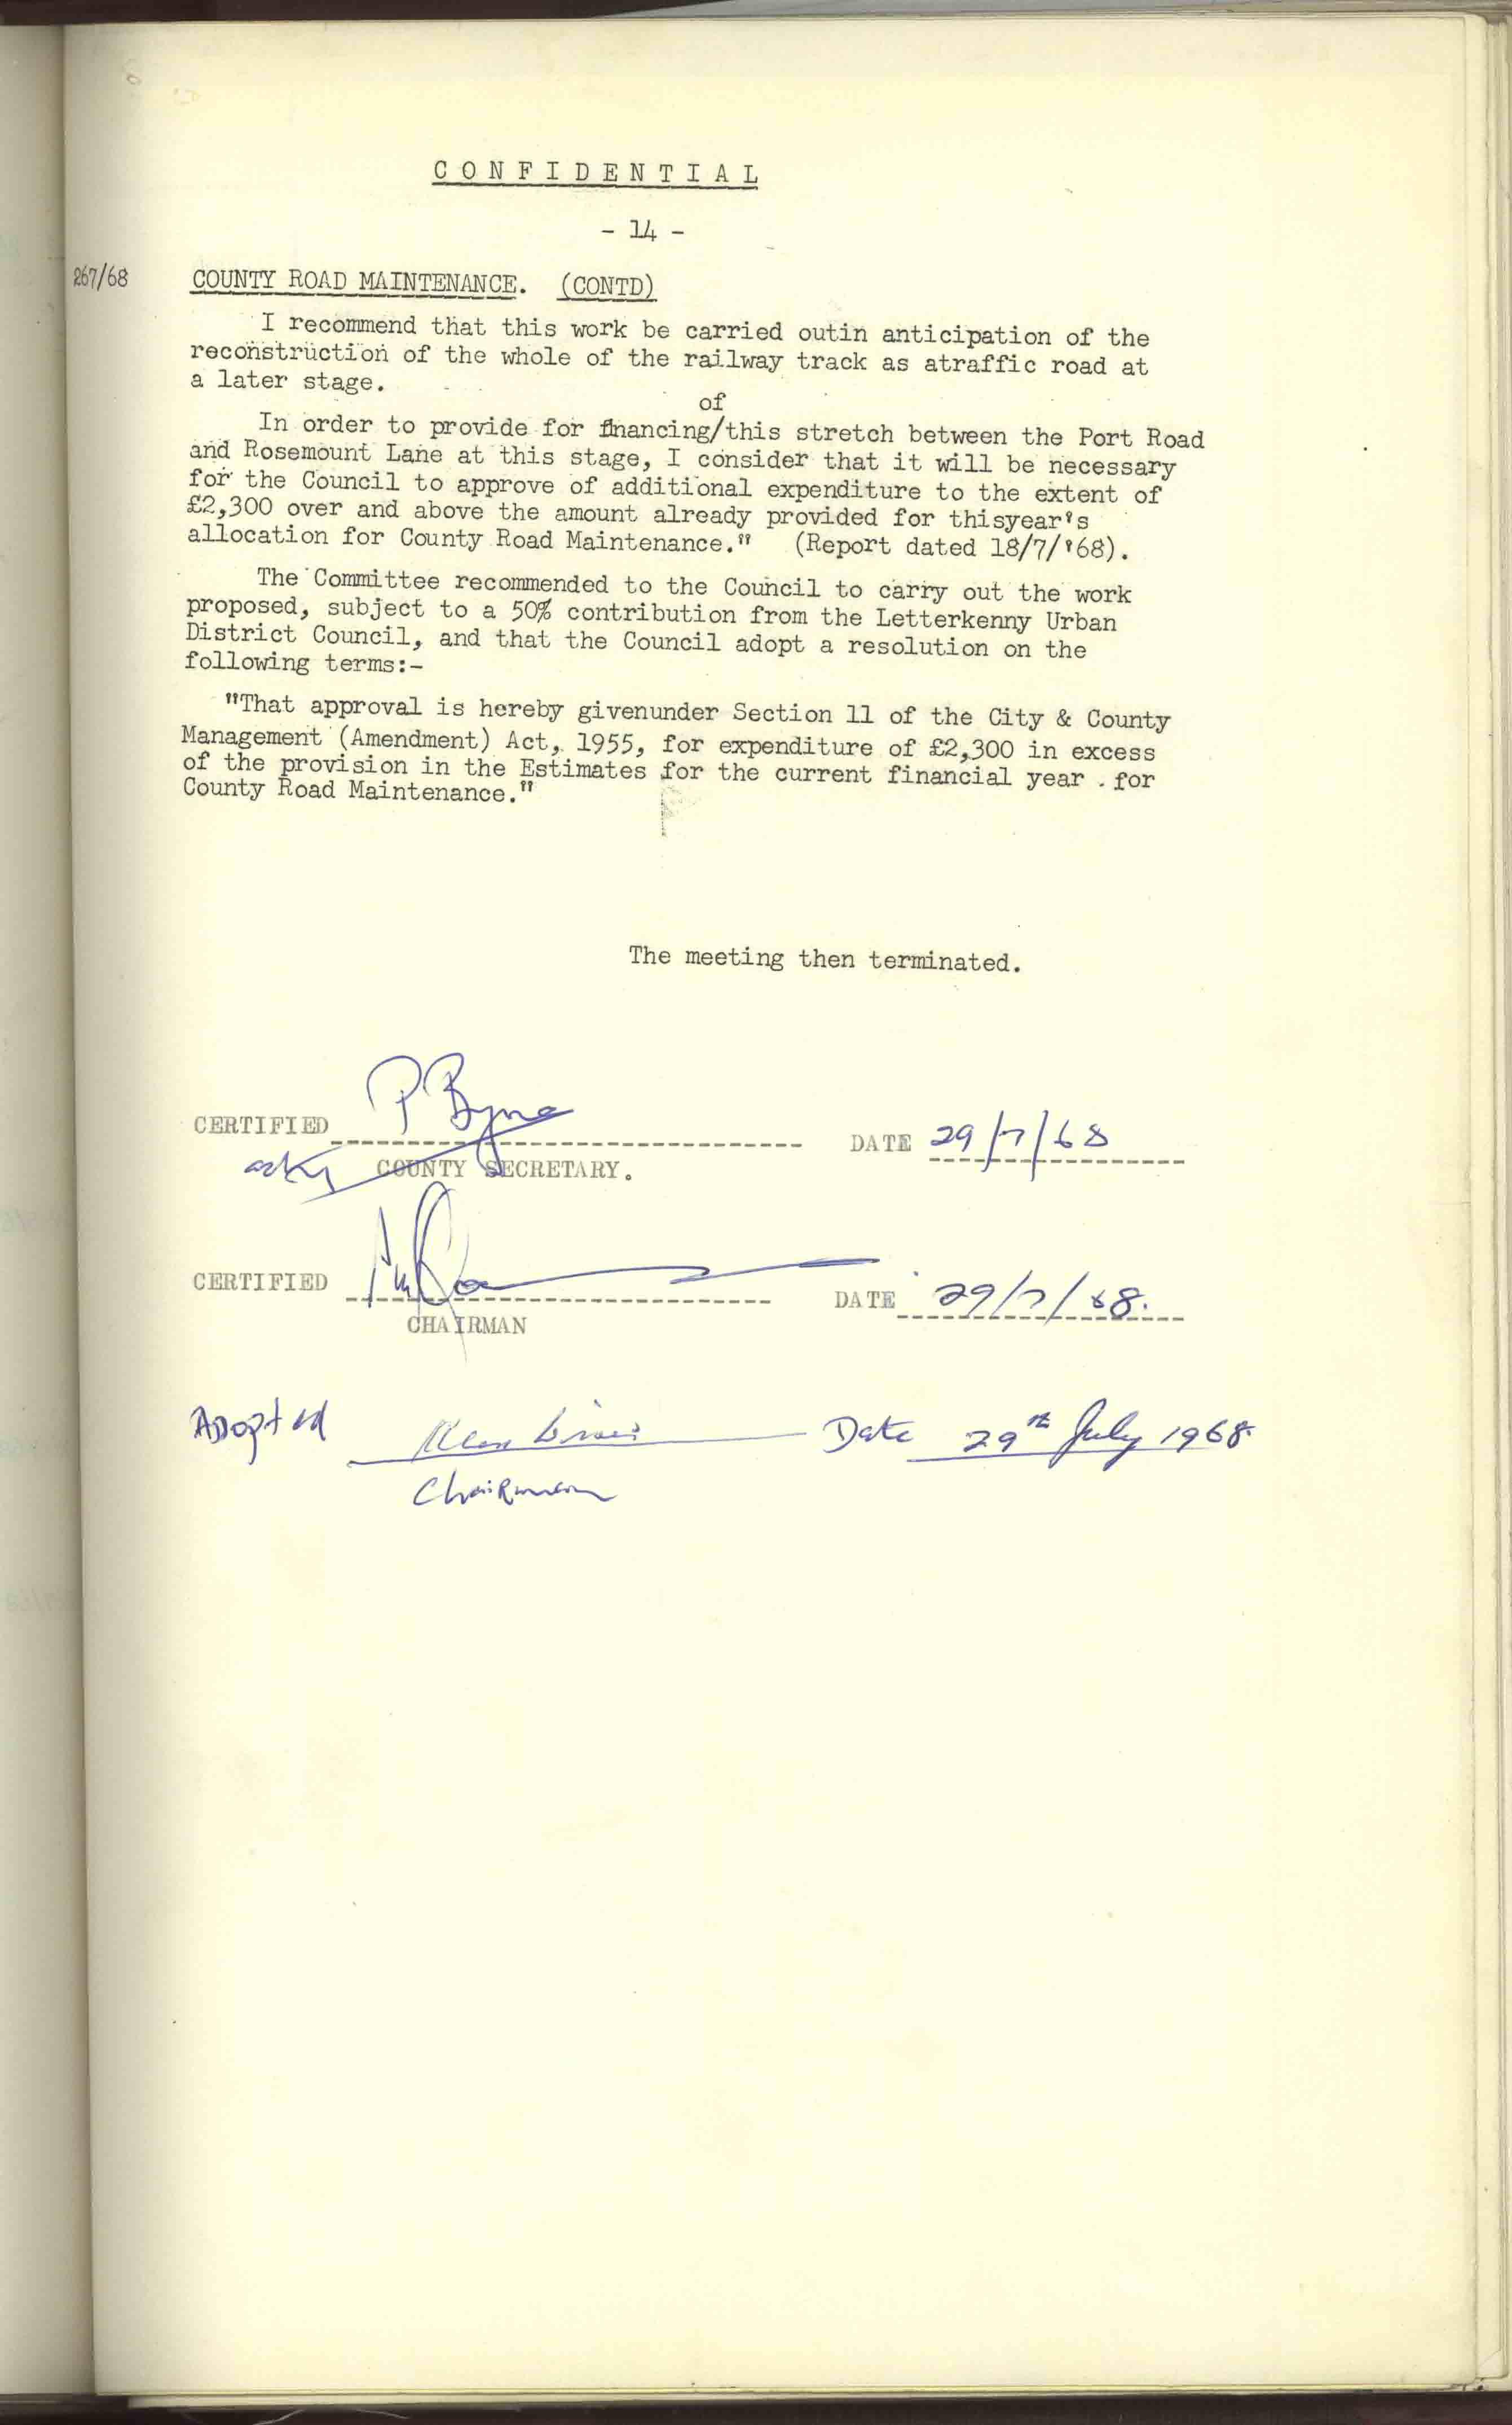 C O N F I D E N T I A L
- 14 -
267/68 COUNTY ROAD MAINTENANCE. (CONTD)
I recommend that this work be carried outin anticipation of the
reconstruction of the whole of the railway track as atraffic road at
a later stage.
of
In order to provide for financing/this stretch between the Port Road
and Rosemount Lane at this stage, I consider that it will be necessary
for the Council to approve of additional expenditure to the extent of
£2,300 over and above the amount already provided for thisyear's
allocation for County Road Maintenance." (Report dated 18/7/'68).
The Committee recommended to the Council to carry out the work
proposed, subject to a 50% contribution from the Letterkenny Urban
District Council, and that the Council adopt a resolution on the
following terms:-
"That approval is hereby givenunder Section 11 of the City & County
Management (Amendment) Act, 1955, for expenditure of £2,300 in excess
of the provision in the Estimates for the current financial year . for
County Road Maintenance."
The meeting then terminated.
CERTIFIED P Byrne DATE 29/7/68
COUNTY SECRETARY.
CERTIFIED DATE 29/7/68.
CHAIRMAN
Adopted Date 29th July 1968
Chairman